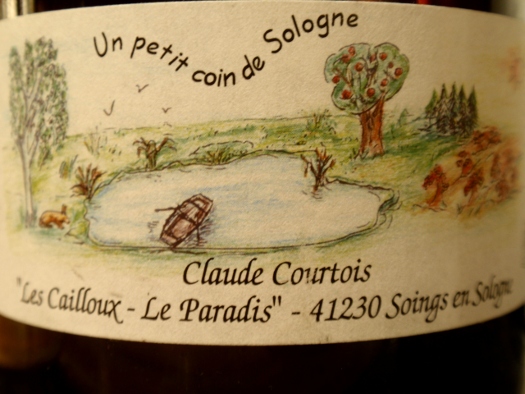 Un petit coin de Sologne
Claude Courtois
"Les Cailloux - Le Paradis" - 41230 Soings en Sologne